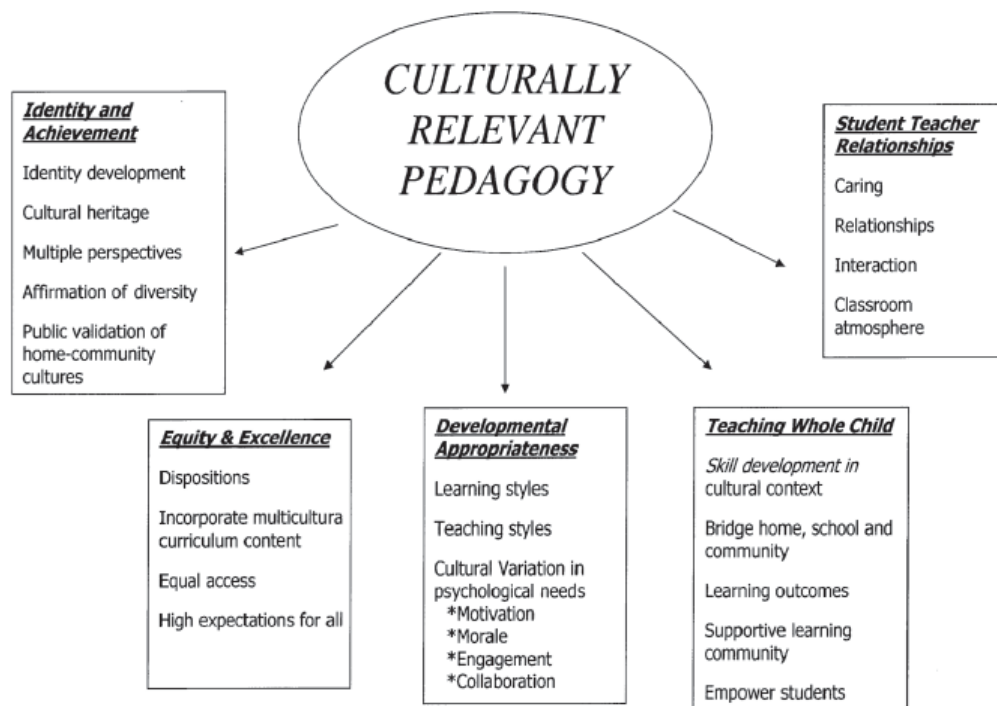 CULTURALLY
RELEVANT
PEDAGOGY
Identity and
Achievement
Identity development
Cultural heritage
Multiple perspectives
Affirmation of diversity
Public validation of
home-community
cultures
Equity & Excellence
Dispositions
Incorporate multicultura
curriculum content
Equal access
High expectations for all
Developmental
Appropriateness
Learning styles
Teaching styles
Cultural Variation in
psychological needs
*Motivation
*Morale
*Engagement
*Collaboration
Teaching Whole Child
Skill development in
cultural context
Bridge home, school and
community
Learning outcomes
Supportive learning
community
Empower students
Student Teacher
Relationships
Caring
Relationships
Interaction
Classroom
atmosphere